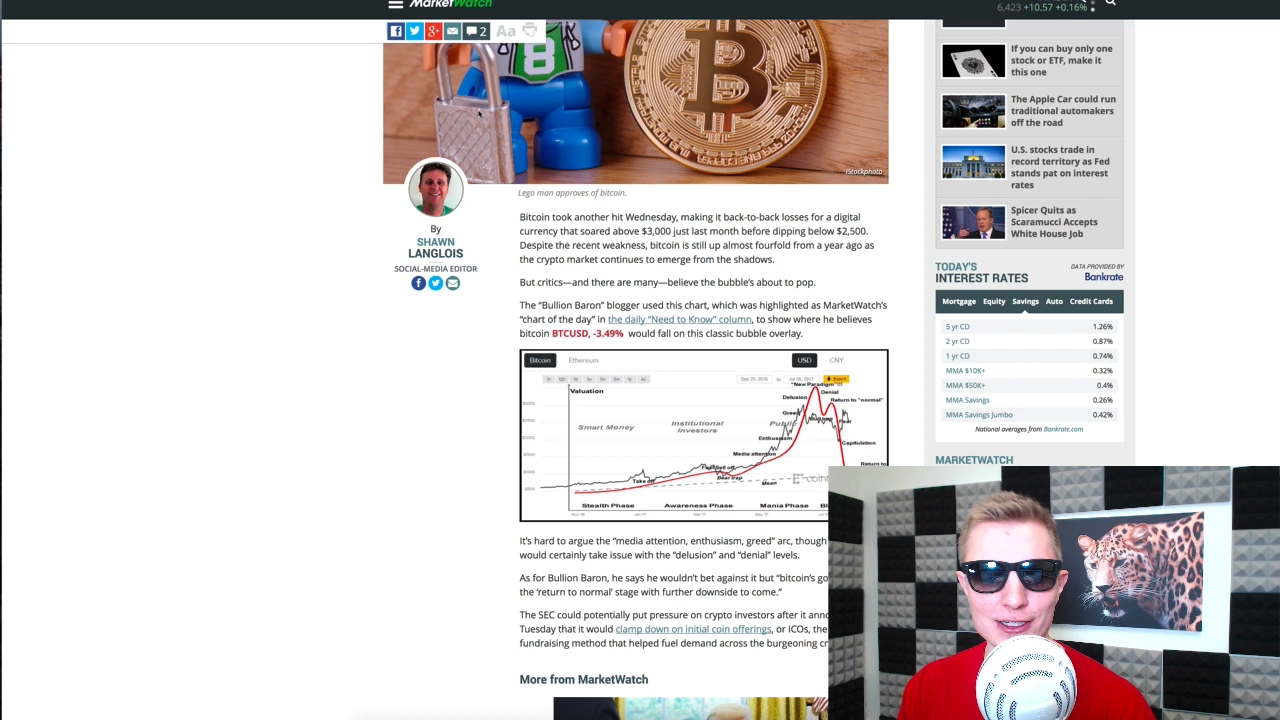 MarketWatch
6,423 +10.57 +0.16%
2 Aa
8
iStockphoto
Lego man approves of bitcoin.
By
SHAWN
LANGLOIS
SOCIAL-MEDIA EDITOR
Bitcoin took another hit Wednesday, making it back-to-back losses for a digital
currency that soared above $3,000 just last month before dipping below $2,500.
Despite the recent weakness, bitcoin is still up almost fourfold from a year ago as
the crypto market continues to emerge from the shadows.
But critics—and there are many—believe the bubble's about to pop.
The “Bullion Baron” blogger used this chart, which was highlighted as MarketWatch's
“chart of the day” in the daily “Need to Know” column, to show where he believes
bitcoin BTCUSD, -3.49% would fall on this classic bubble overlay.
Bitcoin Ethereum USD CNY
"New Paradigm"!!!
Valuation
Delusion
Denial
Return to "normal"
Greed
Smart Money
Institutional
investors
Public
Fear
Enthusiasm
Capitulation
Media attention
Return to
Take off
Bear trap
Mean
Stealth Phase Awareness Phase Mania Phase Bl
It's hard to argue the “media attention, enthusiasm, greed” arc, though
would certainly take issue with the “delusion” and “denial” levels.
As for Bullion Baron, he says he wouldn't bet against it but “bitcoin's go
the ‘return to normal’ stage with further downside to come.”
The SEC could potentially put pressure on crypto investors after it anno
Tuesday that it would clamp down on initial coin offerings, or ICOs, the
fundraising method that helped fuel demand across the burgeoning cr
More from MarketWatch
If you can buy only one
stock or ETF, make it
this one
The Apple Car could run
traditional automakers
off the road
U.S. stocks trade in
record territory as Fed
stands pat on interest
rates
Spicer Quits as
Scaramucci Accepts
White House Job
TODAY'S
INTEREST RATES
DATA PROVIDED BY
Bankrate
Mortgage Equity Savings Auto Credit Cards
5 yr CD 1.26%
2 yr CD 0.87%
1 yr CD 0.74%
MMA $10K+ 0.32%
MMA $50K+ 0.4%
MMA Savings 0.26%
MMA Savings Jumbo 0.42%
National averages from Bankrate.com
MARKETWATCH